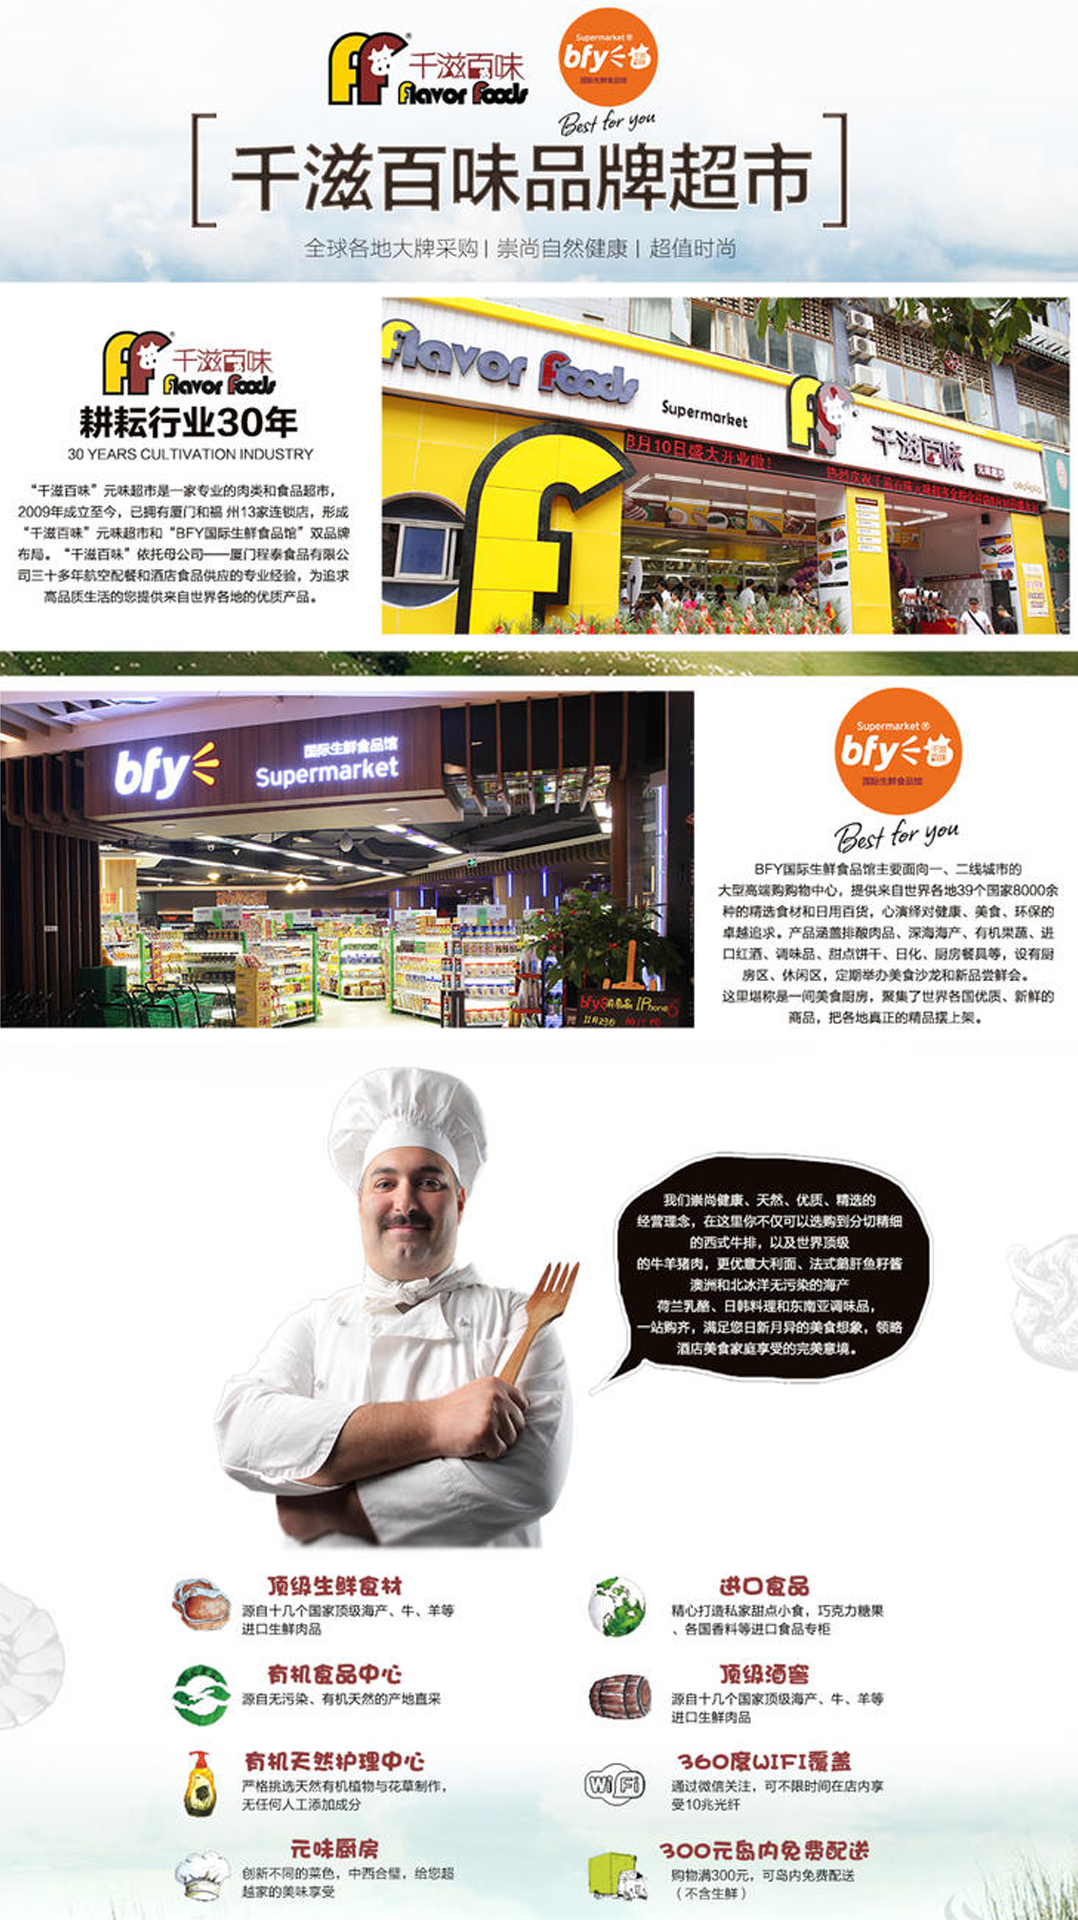 千滋百味
Flavor Foods
Supermarket®
bfy
千滋百味
国际生鲜食品馆
Best for you
千滋百味品牌超市
全球各地大牌采购 | 崇尚自然健康 | 超值时尚
千滋百味
Flavor Foods
耕耘行业30年
30 YEARS CULTIVATION INDUSTRY
“千滋百味”元味超市是一家专业的肉类和食品超市，
2009年成立至今，已拥有厦门和福 州13家连锁店，形成
“千滋百味”元味超市和“BFY国际生鲜食品馆”双品牌
布局。“千滋百味”依托母公司——厦门程泰食品有限公
司三十多年航空配餐和酒店食品供应的专业经验，为追求
高品质生活的您提供来自世界各地的优质产品。
Flavor Foods
Supermarket
千滋百味
8月10日盛大开业啦！
bfy
国际生鲜食品馆
Supermarket
Supermarket®
bfy
千滋百味
国际生鲜食品馆
Best for you
BFY国际生鲜食品馆主要面向一、二线城市的
大型高端购购物中心，提供来自世界各地39个国家8000余
种的精选食材和日用百货，心演绎对健康、美食、环保的
卓越追求。产品涵盖排酸肉品、深海海产、有机果蔬、进
口红酒、调味品、甜点饼干、日化、厨房餐具等，设有厨
房区、休闲区，定期举办美食沙龙和新品尝鲜会。
这里堪称是一间美食厨房，聚集了世界各国优质、新鲜的
商品，把各地真正的精品摆上架。
我们崇尚健康、天然、优质、精选的
经营理念，在这里你不仅可以选购到分切精细
的西式牛排，以及世界顶级
的牛羊猪肉，更优意大利面、法式鹅肝鱼籽酱
澳洲和北冰洋无污染的海产
荷兰乳酪、日韩料理和东南亚调味品，
一站购齐，满足您日新月异的美食想象，领略
酒店美食家庭享受的完美意境。
顶级生鲜食材
源自十几个国家顶级海产、牛、羊等
进口生鲜肉品
进口食品
精心打造私家甜点小食，巧克力糖果
、各国香料等进口食品专柜
有机食品中心
源自无污染、有机天然的产地直采
顶级酒窖
源自十几个国家顶级海产、牛、羊等
进口生鲜肉品
有机天然护理中心
严格挑选天然有机植物与花草制作，
无任何人工添加成分
WiFi
360度WIFI覆盖
通过微信关注，可不限时间在店内享
受10兆光纤
元味厨房
创新不同的菜色，中西合璧，给您超
越家的美味享受
300元岛内免费配送
购物满300元，可岛内免费配送
（不含生鲜）